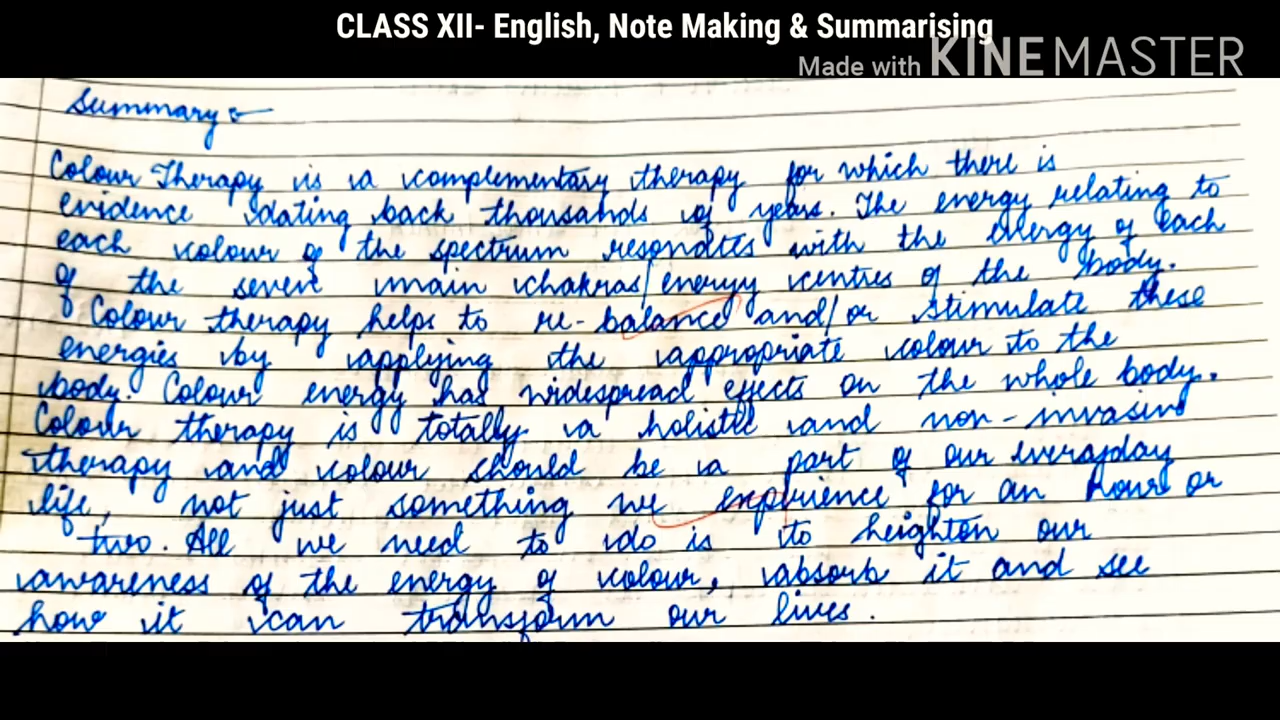 CLASS XII- English, Note Making & Summarising
Made with KINEMASTER
Summary :-
Colour Therapy is a complementary therapy for which there is
evidence dating back thousands of years. The energy relating to
each colour of the spectrum resonates with the energy of each
of the seven main chakras/energy centres of the body.
Colour therapy helps to re-balance and/or stimulate these
energies by applying the appropriate colour to the
body. Colour energy has widespread effects on the whole body.
Colour therapy is totally a holistic and non-invasive
therapy and colour should be a part of our everyday
life, not just something we experience for an hour or
two. All we need to do is to heighten our
awareness of the energy of colour, absorb it and see
how it can transform our lives.